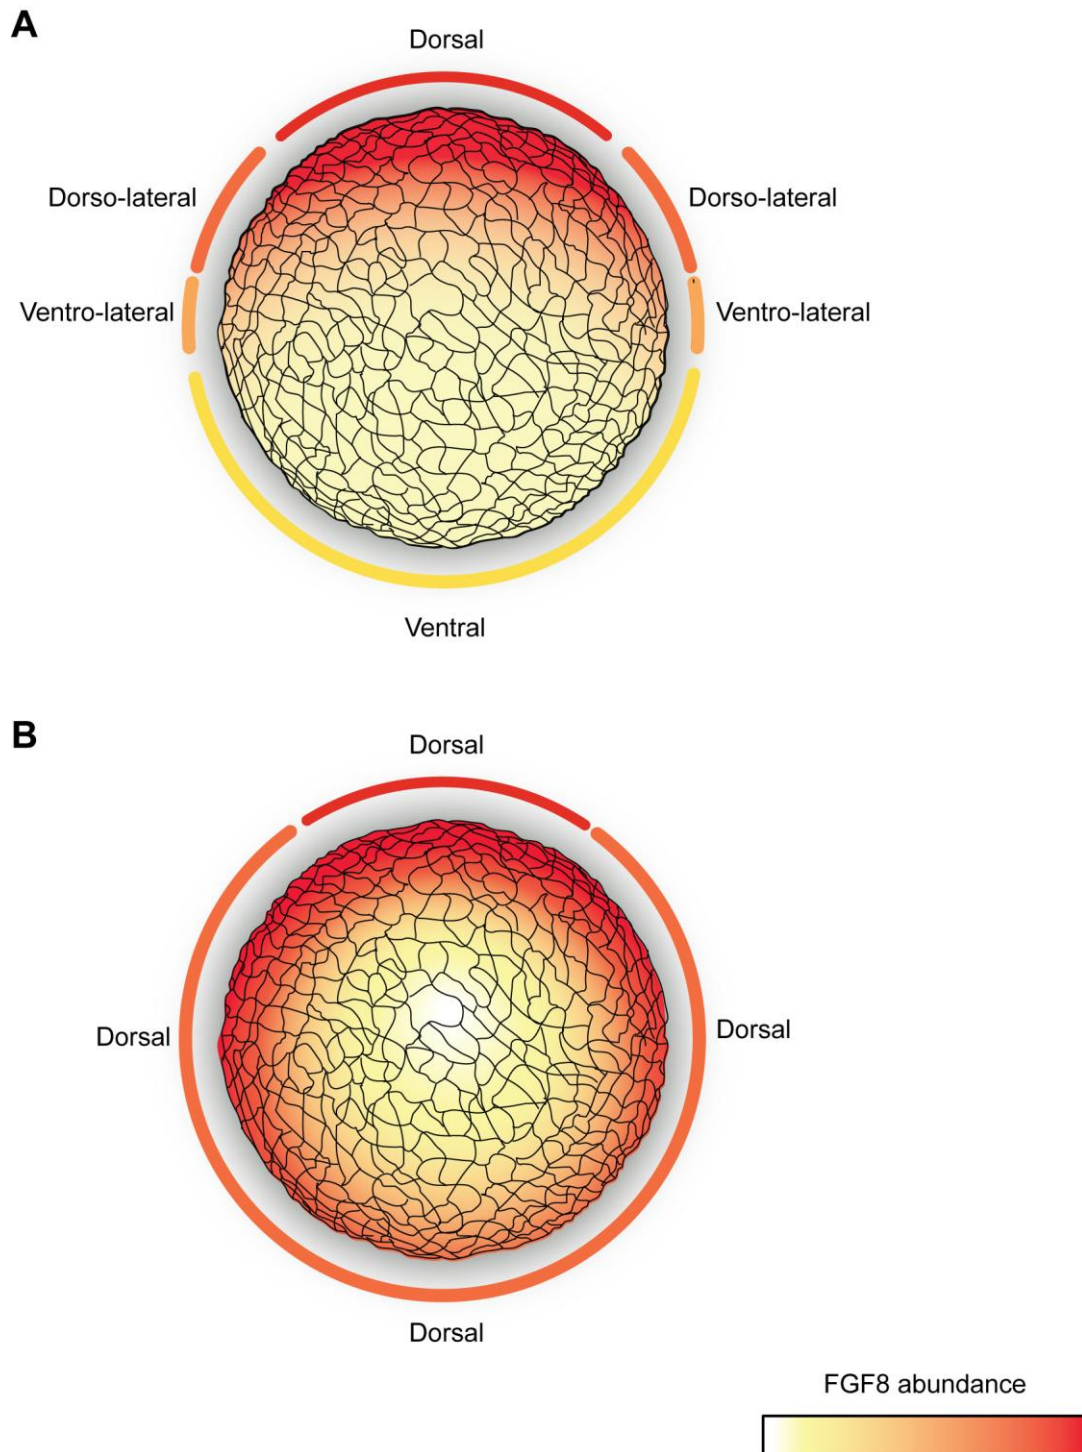 A
Dorsal
Dorso-lateral
Dorso-lateral
Ventro-lateral
Ventro-lateral
Ventral
B
Dorsal
Dorsal
Dorsal
Dorsal
FGF8 abundance